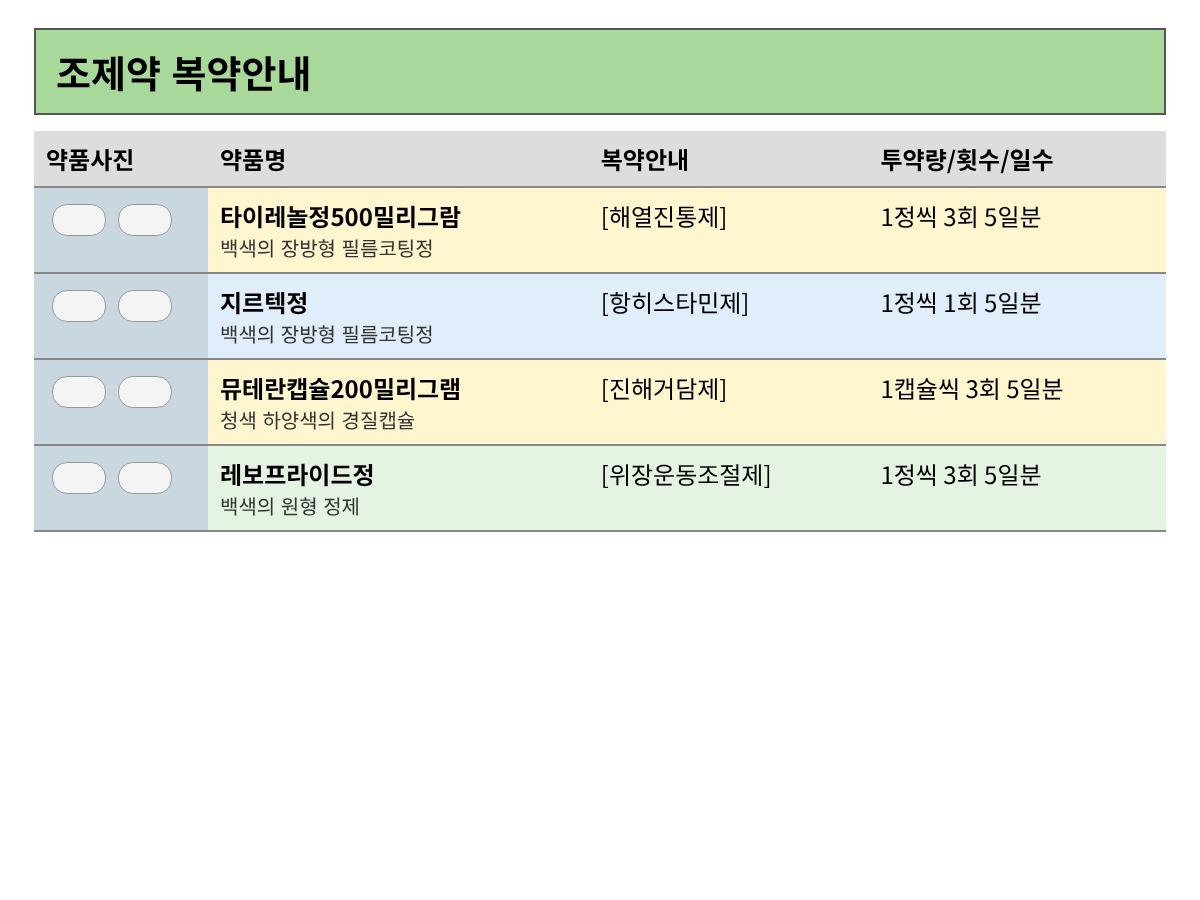 조제약 복약안내
약품사진 약품명 복약안내 투약량/횟수/일수
타이레놀정500밀리그람 [해열진통제] 1정씩 3회 5일분
백색의 장방형 필름코팅정
지르텍정 [항히스타민제] 1정씩 1회 5일분
백색의 장방형 필름코팅정
뮤테란캡슐200밀리그램 [진해거담제] 1캡슐씩 3회 5일분
청색 하양색의 경질캡슐
레보프라이드정 [위장운동조절제] 1정씩 3회 5일분
백색의 원형 정제